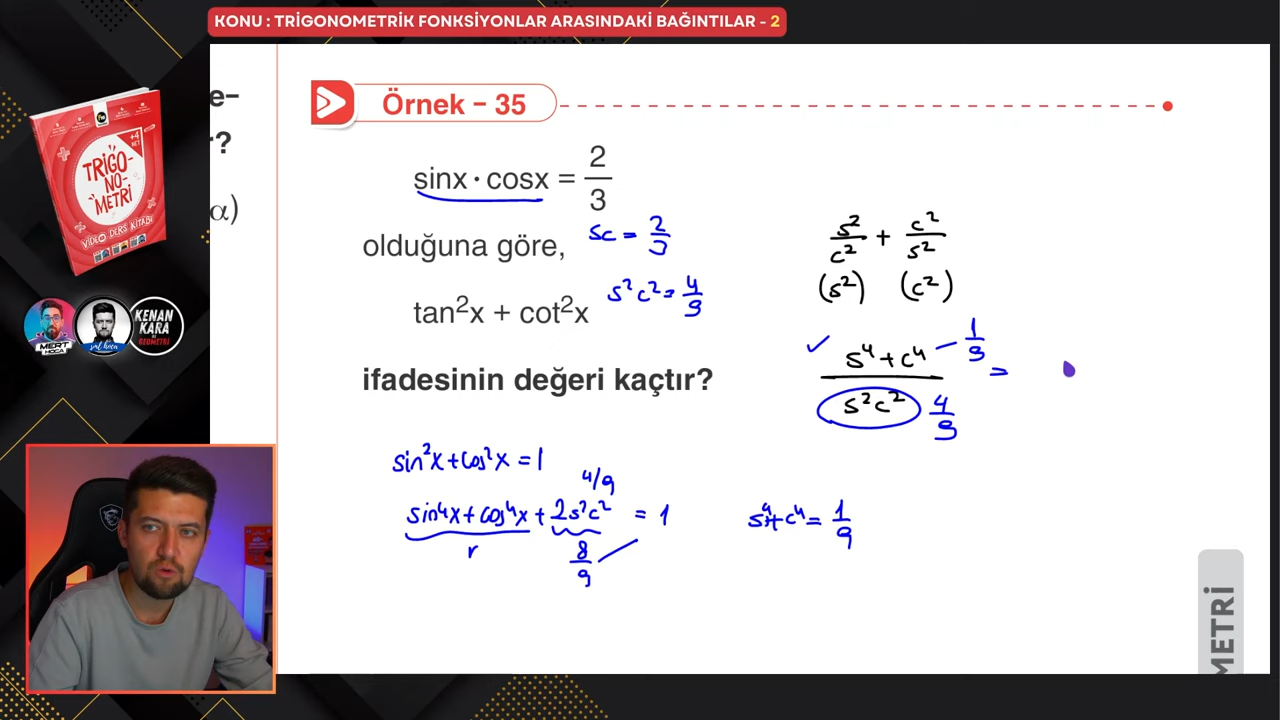 KONU : TRİGONOMETRİK FONKSİYONLAR ARASINDAKİ BAĞINTILAR - 2
e-
r?
α)
+4 NET
TRİGO-
NO-
METRİ
VİDEO DERS KİTABI
MERT HOCA
KENAN
KARA
GEOMETRİ
Örnek - 35
sinx · cosx = 2/3
olduğuna göre,
sc = 2/3
tan²x + cot²x
s²c² = 4/9
ifadesinin değeri kaçtır?
s²/c² + c²/s²
(s²) (c²)
s⁴+c⁴ - 1/9 =
s²c² 4/9
sin²x+cos²x = 1
4/9
sin⁴x+cos⁴x + 2s²c² = 1
r
8/9
s⁴+c⁴ = 1/9
METRİ